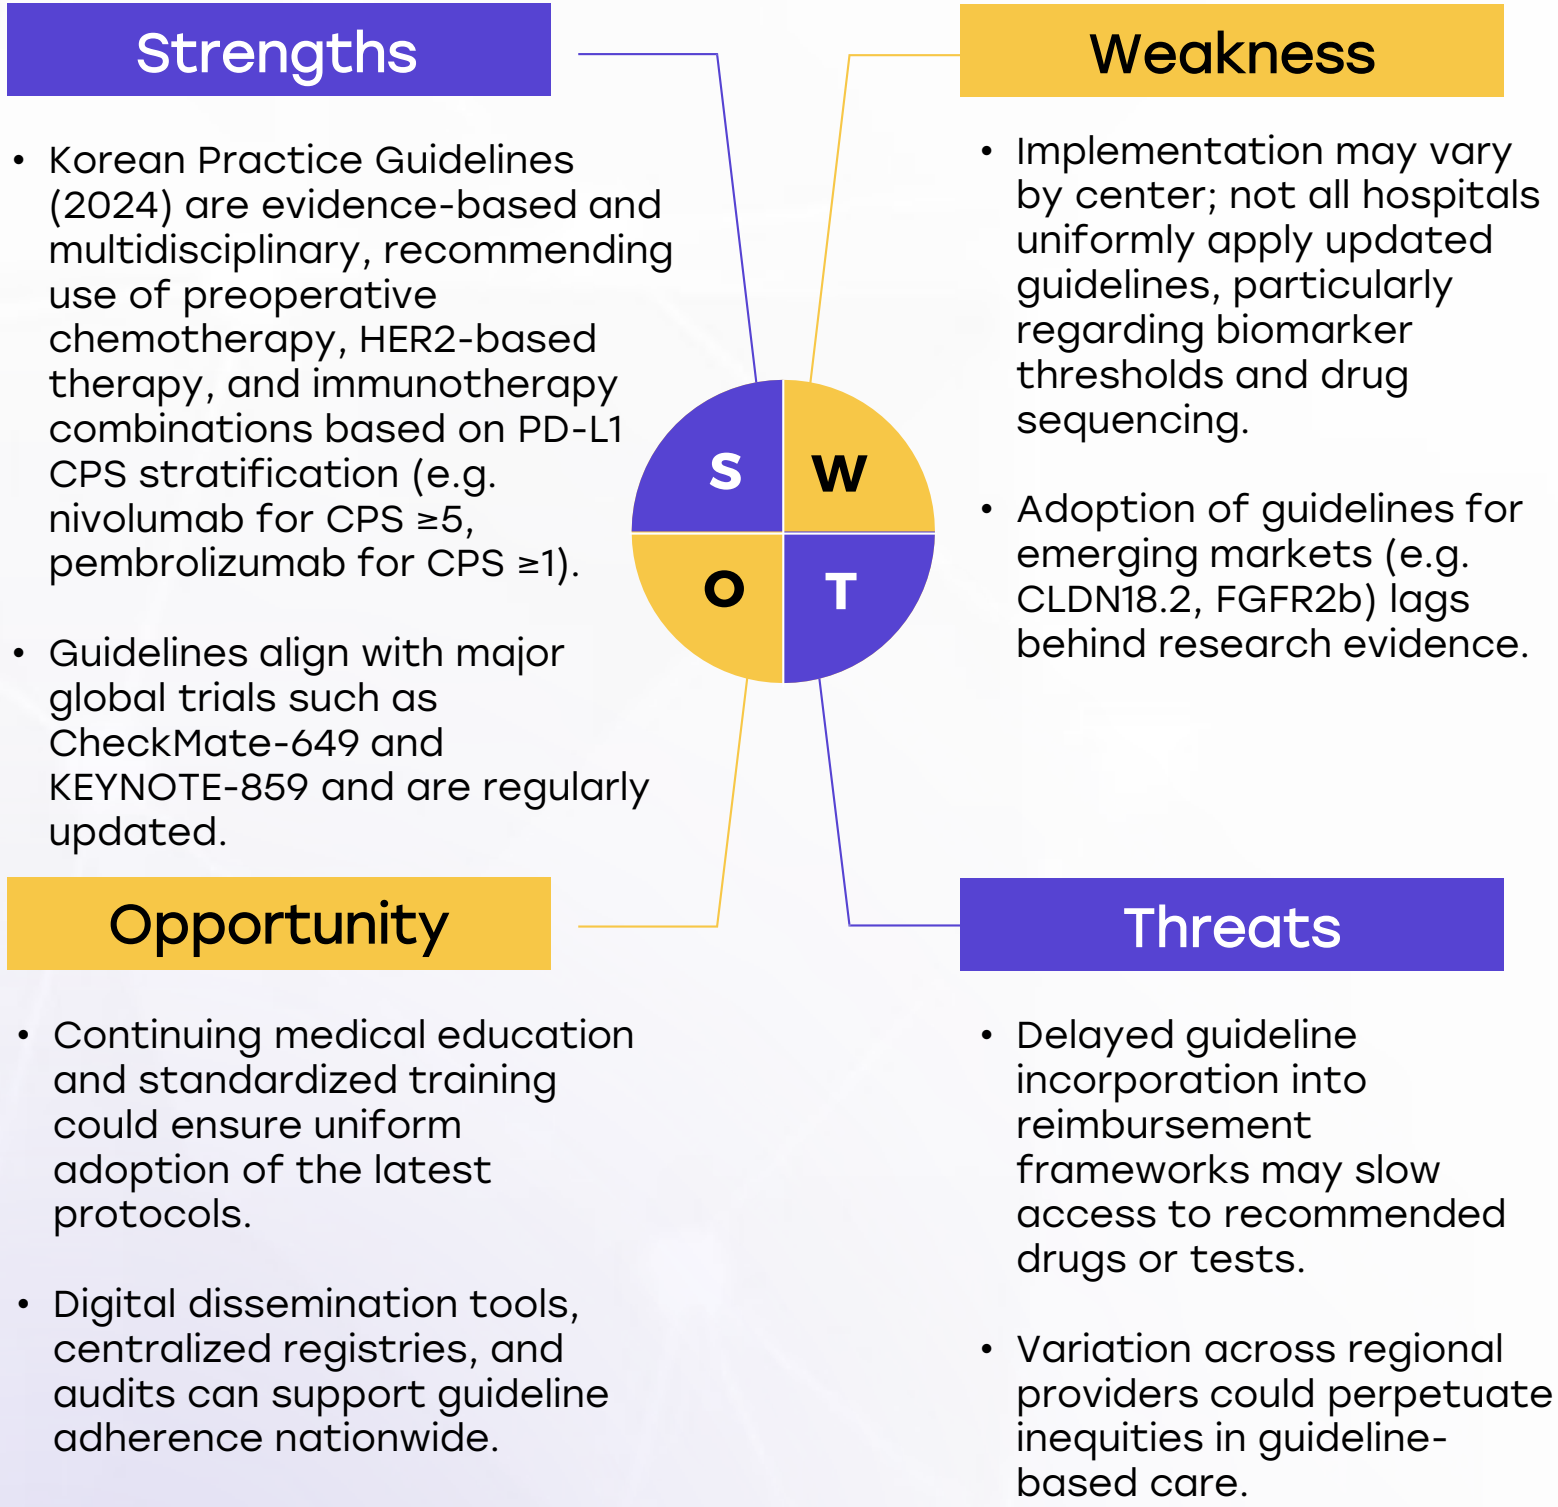 Strengths
• Korean Practice Guidelines
(2024) are evidence-based and
multidisciplinary, recommending
use of preoperative
chemotherapy, HER2-based
therapy, and immunotherapy
combinations based on PD-L1
CPS stratification (e.g.
nivolumab for CPS ≥5,
pembrolizumab for CPS ≥1).
• Guidelines align with major
global trials such as
CheckMate-649 and
KEYNOTE-859 and are regularly
updated.
Weakness
• Implementation may vary
by center; not all hospitals
uniformly apply updated
guidelines, particularly
regarding biomarker
thresholds and drug
sequencing.
• Adoption of guidelines for
emerging markets (e.g.
CLDN18.2, FGFR2b) lags
behind research evidence.
S W
O T
Opportunity
• Continuing medical education
and standardized training
could ensure uniform
adoption of the latest
protocols.
• Digital dissemination tools,
centralized registries, and
audits can support guideline
adherence nationwide.
Threats
• Delayed guideline
incorporation into
reimbursement
frameworks may slow
access to recommended
drugs or tests.
• Variation across regional
providers could perpetuate
inequities in guideline-
based care.